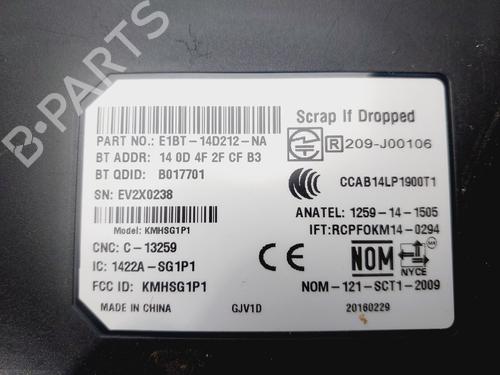 Scrap If Dropped
PART NO.: E1BT-14D212-NA
BT ADDR: 14 0D 4F 2F CF B3
BT QDID: B017701
SN: EV2X0238
Model: KMHSG1P1
CNC: C-13259
IC: 1422A-SG1P1
FCC ID: KMHSG1P1
MADE IN CHINA
GJV1D
R 209-J00106
CCAB14LP1900T1
ANATEL: 1259-14-1505
IFT:RCPFOKM14-0294
CE
NOM
NYCE
NOM-121-SCT1-2009
20160229
B-Parts